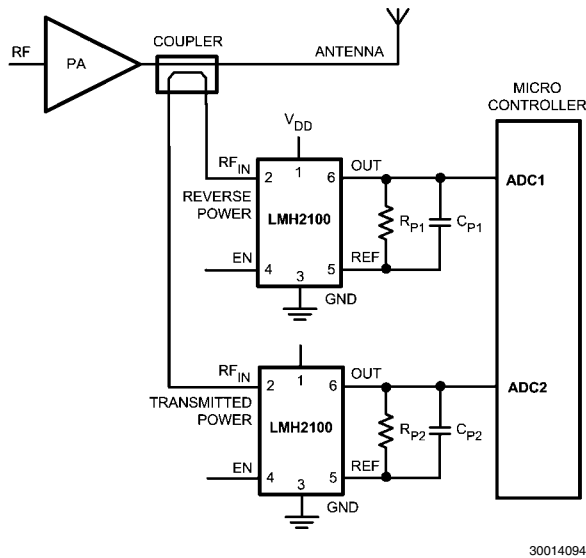 RF
PA
COUPLER
ANTENNA
MICRO
CONTROLLER
VDD
RFIN
REVERSE
POWER
2
1
6
LMH2100
4
3
5
EN
OUT
REF
GND
RP1
CP1
ADC1
RFIN
TRANSMITTED
POWER
2
1
6
LMH2100
4
3
5
EN
OUT
REF
GND
RP2
CP2
ADC2
30014094